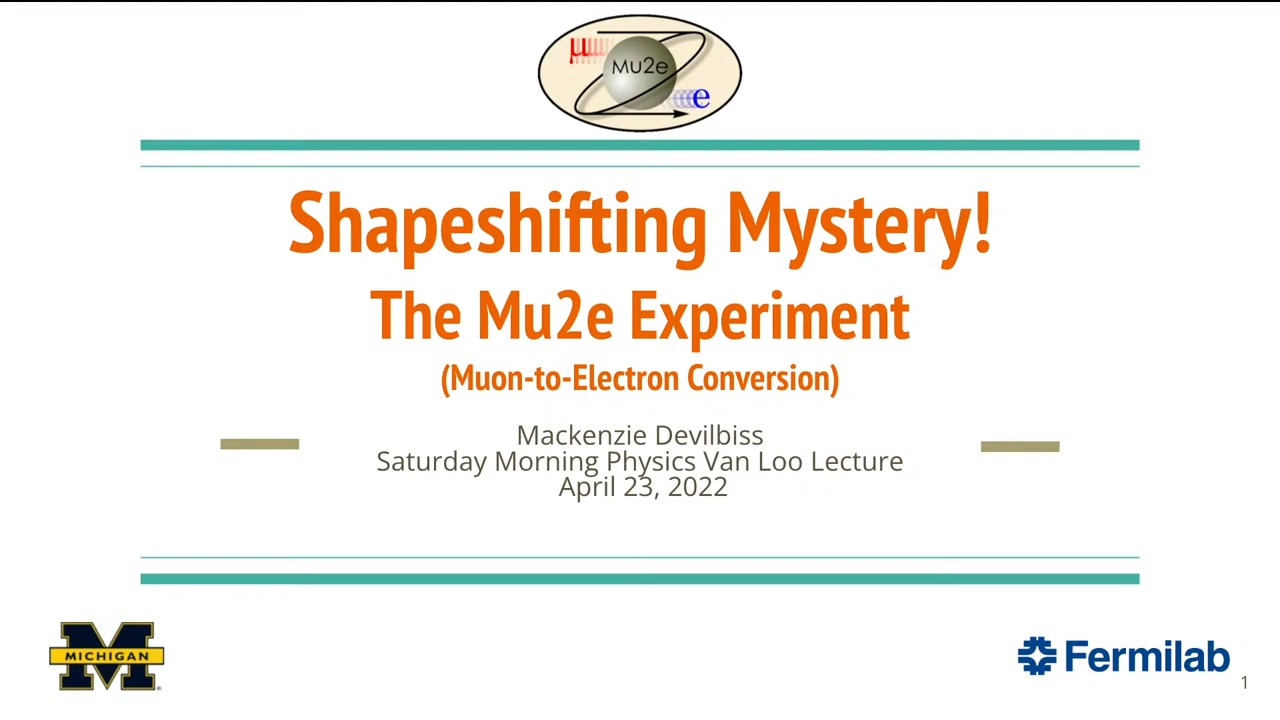 μ
Mu2e
e
Shapeshifting Mystery!
The Mu2e Experiment
(Muon-to-Electron Conversion)
Mackenzie Devilbiss
Saturday Morning Physics Van Loo Lecture
April 23, 2022
M
MICHIGAN
®
Fermilab
1